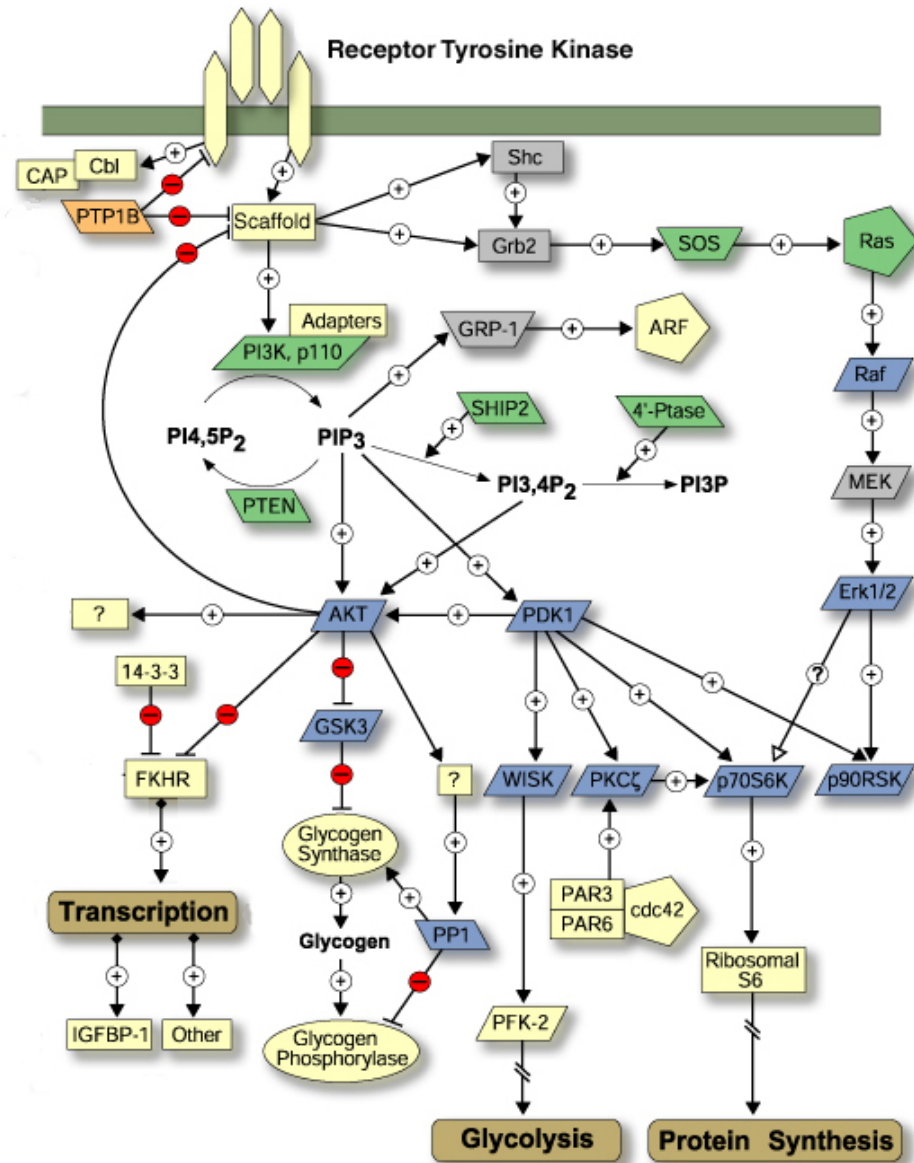 Receptor Tyrosine Kinase
Cbl
CAP
PTP1B
Scaffold
Shc
Grb2
SOS
Ras
Adapters
PI3K, p110
GRP-1
ARF
Raf
SHIP2
4'-Ptase
PI4,5P2
PIP3
PTEN
PI3,4P2
PI3P
MEK
Erk1/2
?
AKT
PDK1
14-3-3
?
GSK3
FKHR
?
WISK
PKCζ
p70S6K
p90RSK
Glycogen
Synthase
PAR3
PAR6
cdc42
Transcription
Glycogen
PP1
Ribosomal
S6
IGFBP-1
Other
Glycogen
Phosphorylase
PFK-2
Glycolysis
Protein Synthesis